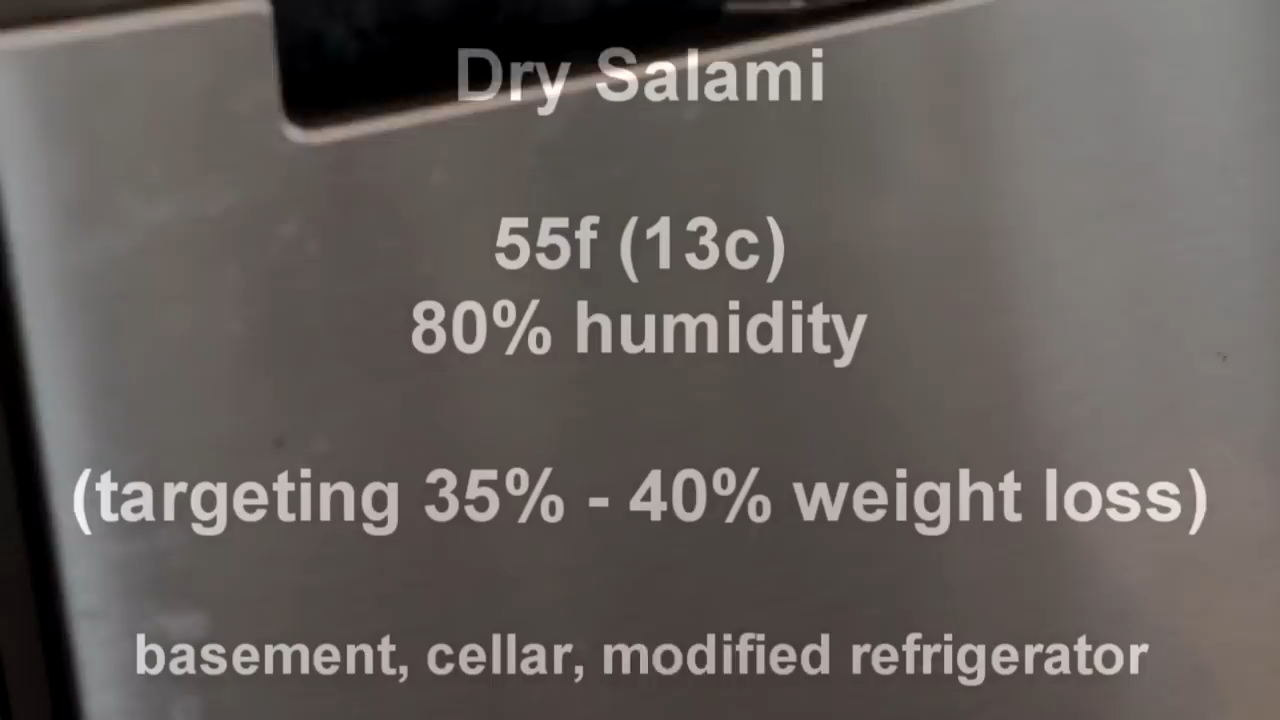 Dry Salami
55f (13c)
80% humidity
(targeting 35% - 40% weight loss)
basement, cellar, modified refrigerator